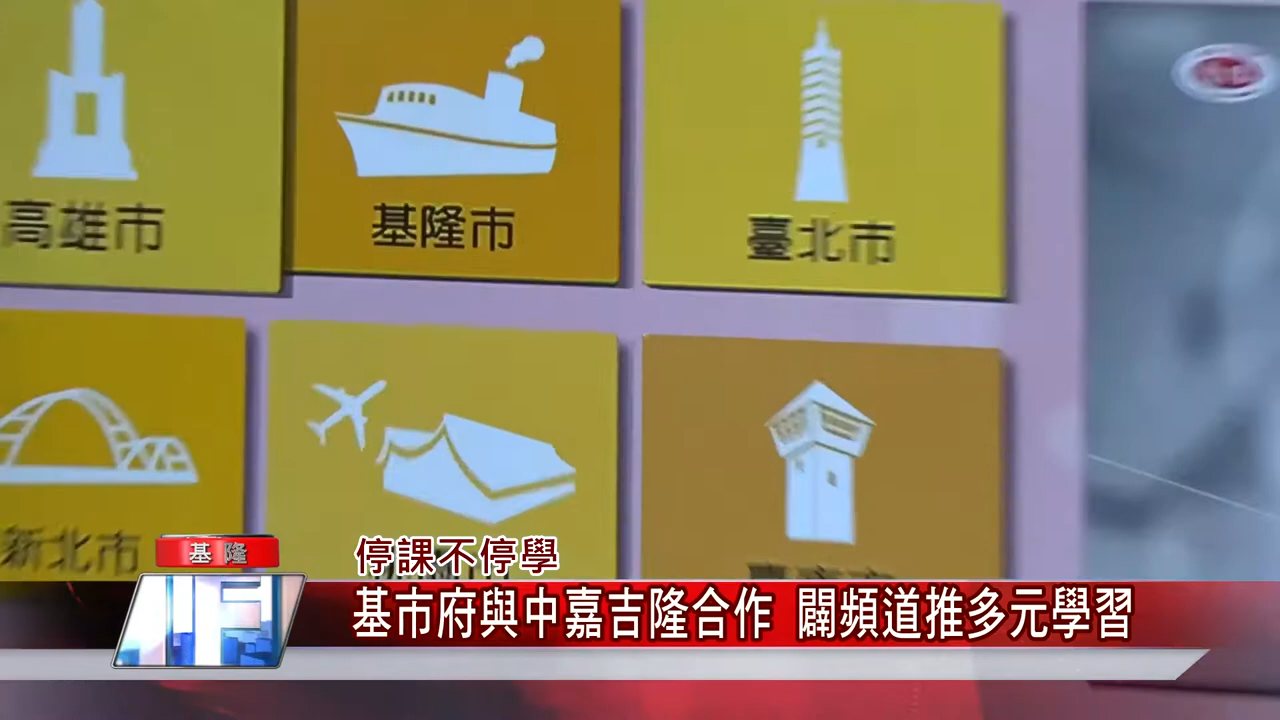 高雄市
基隆市
臺北市
新北市
基隆
停課不停學
基市府與中嘉吉隆合作 闢頻道推多元學習